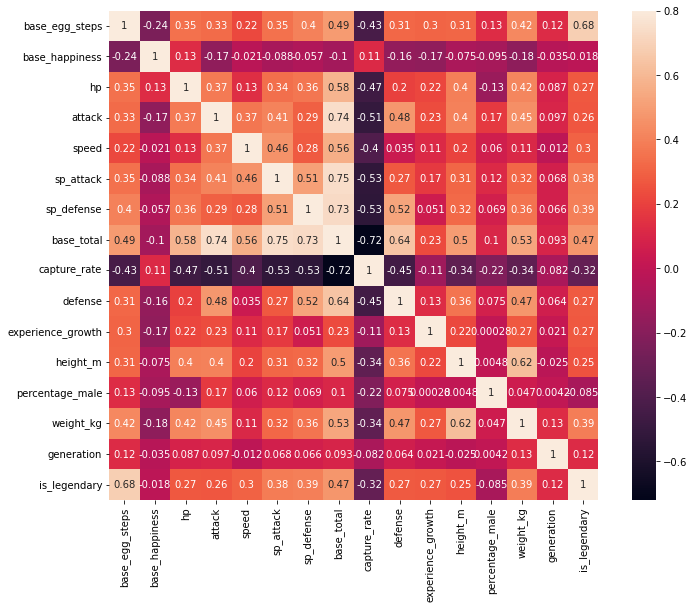 base_egg_steps 1 -0.24 0.35 0.33 0.22 0.35 0.4 0.49 -0.43 0.31 0.3 0.31 0.13 0.42 0.12 0.68
base_happiness -0.24 1 0.13 -0.17 -0.021 -0.088 -0.057 -0.1 0.11 -0.16 -0.17 -0.075 -0.095 -0.18 -0.035 -0.018
hp 0.35 0.13 1 0.37 0.13 0.34 0.36 0.58 -0.47 0.2 0.22 0.4 -0.13 0.42 0.087 0.27
attack 0.33 -0.17 0.37 1 0.37 0.41 0.29 0.74 -0.51 0.48 0.23 0.4 0.17 0.45 0.097 0.26
speed 0.22 -0.021 0.13 0.37 1 0.46 0.28 0.56 -0.4 0.035 0.11 0.2 0.06 0.11 -0.012 0.3
sp_attack 0.35 -0.088 0.34 0.41 0.46 1 0.51 0.75 -0.53 0.27 0.17 0.31 0.12 0.32 0.068 0.38
sp_defense 0.4 -0.057 0.36 0.29 0.28 0.51 1 0.73 -0.53 0.52 0.051 0.32 0.069 0.36 0.066 0.39
base_total 0.49 -0.1 0.58 0.74 0.56 0.75 0.73 1 -0.72 0.64 0.23 0.5 0.1 0.53 0.093 0.47
capture_rate -0.43 0.11 -0.47 -0.51 -0.4 -0.53 -0.53 -0.72 1 -0.45 -0.11 -0.34 -0.22 -0.34 -0.082 -0.32
defense 0.31 -0.16 0.2 0.48 0.035 0.27 0.52 0.64 -0.45 1 0.13 0.36 0.075 0.47 0.064 0.27
experience_growth 0.3 -0.17 0.22 0.23 0.11 0.17 0.051 0.23 -0.11 0.13 1 0.22 0.00028 0.27 0.021 0.27
height_m 0.31 -0.075 0.4 0.4 0.2 0.31 0.32 0.5 -0.34 0.36 0.22 1 0.0048 0.62 -0.025 0.25
percentage_male 0.13 -0.095 -0.13 0.17 0.06 0.12 0.069 0.1 -0.22 0.075 0.00028 0.0048 1 0.047 0.0042 -0.085
weight_kg 0.42 -0.18 0.42 0.45 0.11 0.32 0.36 0.53 -0.34 0.47 0.27 0.62 0.047 1 0.13 0.39
generation 0.12 -0.035 0.087 0.097 -0.012 0.068 0.066 0.093 -0.082 0.064 0.021 -0.025 0.0042 0.13 1 0.12
is_legendary 0.68 -0.018 0.27 0.26 0.3 0.38 0.39 0.47 -0.32 0.27 0.27 0.25 -0.085 0.39 0.12 1
base_egg_steps
base_happiness
hp
attack
speed
sp_attack
sp_defense
base_total
capture_rate
defense
experience_growth
height_m
percentage_male
weight_kg
generation
is_legendary
0.8
0.6
0.4
0.2
0.0
−0.2
−0.4
−0.6